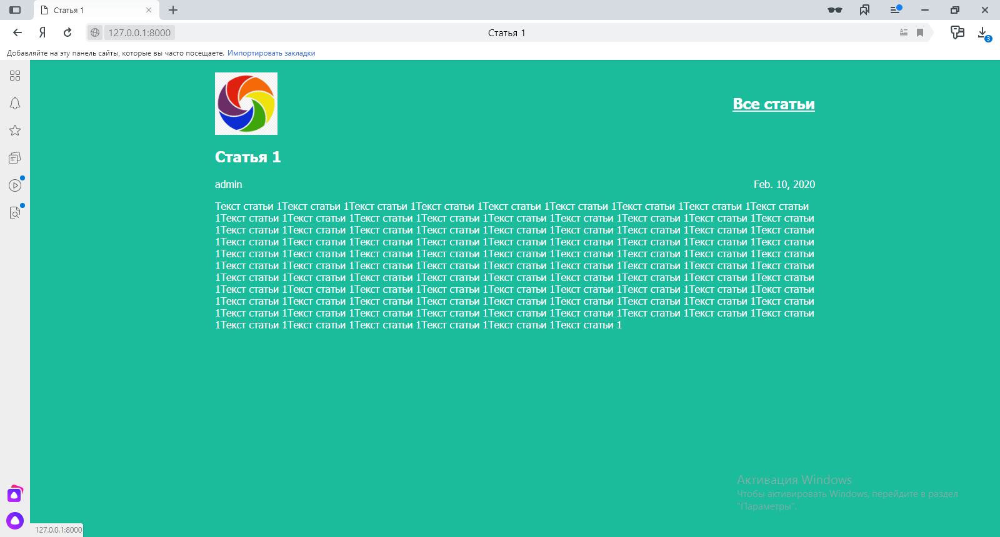 Статья 1
Я
127.0.0.1:8000
Статья 1
3
Добавляйте на эту панель сайты, которые вы часто посещаете. Импортировать закладки
Все статьи
Статья 1
admin
Feb. 10, 2020
Текст статьи 1Текст статьи 1Текст статьи 1Текст статьи 1Текст статьи 1Текст статьи 1Текст статьи 1Текст статьи 1Текст статьи
1Текст статьи 1Текст статьи 1Текст статьи 1Текст статьи 1Текст статьи 1Текст статьи 1Текст статьи 1Текст статьи 1Текст статьи
1Текст статьи 1Текст статьи 1Текст статьи 1Текст статьи 1Текст статьи 1Текст статьи 1Текст статьи 1Текст статьи 1Текст статьи
1Текст статьи 1Текст статьи 1Текст статьи 1Текст статьи 1Текст статьи 1Текст статьи 1Текст статьи 1Текст статьи 1Текст статьи
1Текст статьи 1Текст статьи 1Текст статьи 1Текст статьи 1Текст статьи 1Текст статьи 1Текст статьи 1Текст статьи 1Текст статьи
1Текст статьи 1Текст статьи 1Текст статьи 1Текст статьи 1Текст статьи 1Текст статьи 1Текст статьи 1Текст статьи 1Текст статьи
1Текст статьи 1Текст статьи 1Текст статьи 1Текст статьи 1Текст статьи 1Текст статьи 1Текст статьи 1Текст статьи 1Текст статьи
1Текст статьи 1Текст статьи 1Текст статьи 1Текст статьи 1Текст статьи 1Текст статьи 1Текст статьи 1Текст статьи 1Текст статьи
1Текст статьи 1Текст статьи 1Текст статьи 1Текст статьи 1Текст статьи 1Текст статьи 1Текст статьи 1Текст статьи 1Текст статьи
1Текст статьи 1Текст статьи 1Текст статьи 1Текст статьи 1Текст статьи 1Текст статьи 1Текст статьи 1Текст статьи 1Текст статьи
1Текст статьи 1Текст статьи 1Текст статьи 1Текст статьи 1Текст статьи 1Текст статьи 1
Активация Windows
Чтобы активировать Windows, перейдите в раздел
"Параметры".
127.0.0.1:8000